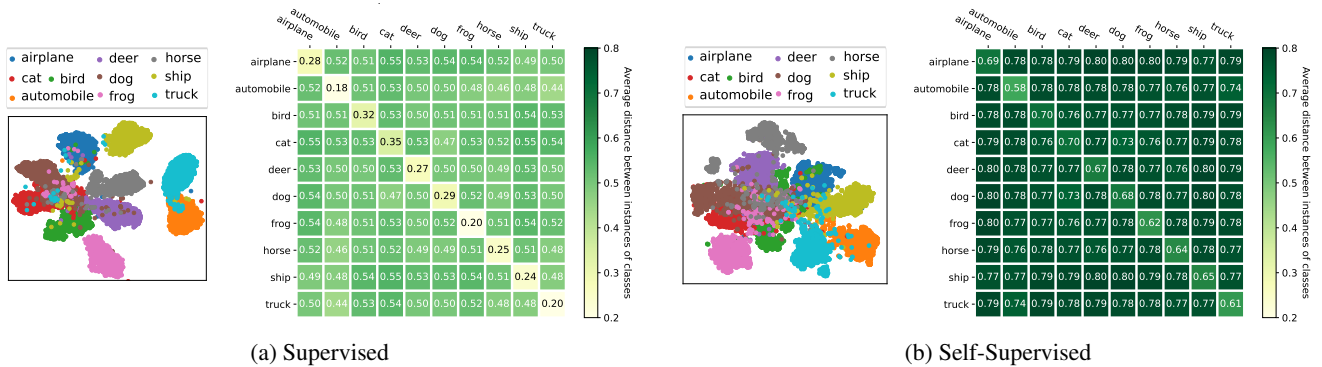 airplane deer horse
cat bird dog ship
automobile frog truck
airplane automobile bird cat deer dog frog horse ship truck
airplane 0.28 0.52 0.51 0.55 0.53 0.54 0.54 0.52 0.49 0.50
automobile 0.52 0.18 0.51 0.53 0.50 0.50 0.48 0.46 0.48 0.44
bird 0.51 0.51 0.32 0.53 0.50 0.51 0.51 0.51 0.54 0.53
cat 0.55 0.53 0.53 0.35 0.53 0.47 0.53 0.52 0.55 0.54
deer 0.53 0.50 0.50 0.53 0.27 0.50 0.50 0.49 0.53 0.50
dog 0.54 0.50 0.51 0.47 0.50 0.29 0.52 0.49 0.53 0.50
frog 0.54 0.48 0.51 0.53 0.50 0.52 0.20 0.51 0.54 0.52
horse 0.52 0.46 0.51 0.52 0.49 0.49 0.51 0.25 0.51 0.48
ship 0.49 0.48 0.54 0.55 0.53 0.53 0.54 0.51 0.24 0.48
truck 0.50 0.44 0.53 0.54 0.50 0.50 0.52 0.48 0.48 0.20
0.8
0.7
0.6
0.5
0.4
0.3
0.2
Average distance between instances of classes
(a) Supervised
airplane deer horse
cat bird dog ship
automobile frog truck
airplane automobile bird cat deer dog frog horse ship truck
airplane 0.69 0.78 0.78 0.79 0.80 0.80 0.80 0.79 0.77 0.79
automobile 0.78 0.58 0.78 0.78 0.78 0.78 0.77 0.76 0.77 0.74
bird 0.78 0.78 0.70 0.76 0.76 0.77 0.77 0.77 0.79 0.79
cat 0.79 0.78 0.76 0.70 0.77 0.73 0.76 0.77 0.79 0.78
deer 0.80 0.78 0.76 0.77 0.67 0.78 0.77 0.76 0.80 0.79
dog 0.80 0.78 0.77 0.73 0.78 0.68 0.78 0.77 0.80 0.79
frog 0.80 0.77 0.77 0.76 0.77 0.78 0.62 0.78 0.79 0.78
horse 0.79 0.76 0.77 0.77 0.76 0.77 0.78 0.64 0.78 0.77
ship 0.77 0.77 0.79 0.79 0.80 0.80 0.79 0.78 0.65 0.77
truck 0.79 0.74 0.79 0.78 0.79 0.79 0.78 0.77 0.77 0.61
0.8
0.7
0.6
0.5
0.4
0.3
0.2
Average distance between instances of classes
(b) Self-Supervised